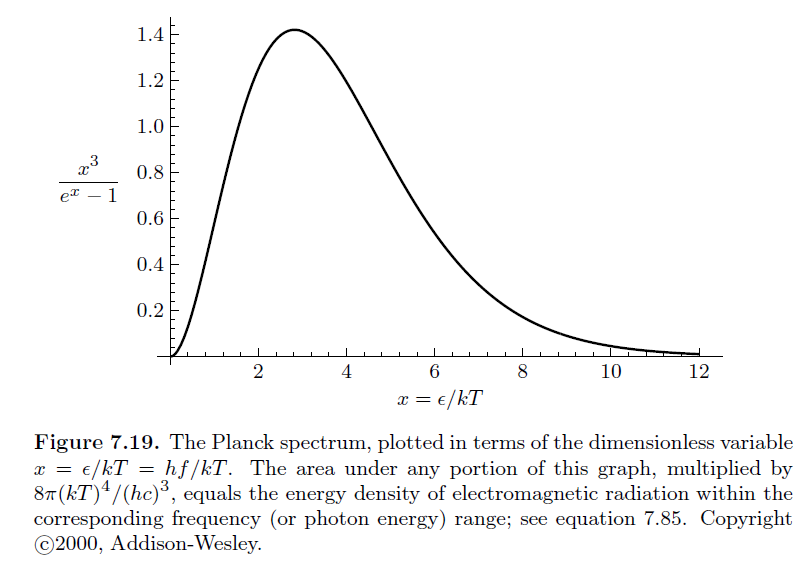 1.4
1.2
1.0
x³
0.8
eˣ − 1
0.6
0.4
0.2
2 4 6 8 10 12
x = ϵ/kT
Figure 7.19. The Planck spectrum, plotted in terms of the dimensionless variable
x = ϵ/kT = hf/kT. The area under any portion of this graph, multiplied by
8π(kT)⁴/(hc)³, equals the energy density of electromagnetic radiation within the
corresponding frequency (or photon energy) range; see equation 7.85. Copyright
©2000, Addison-Wesley.